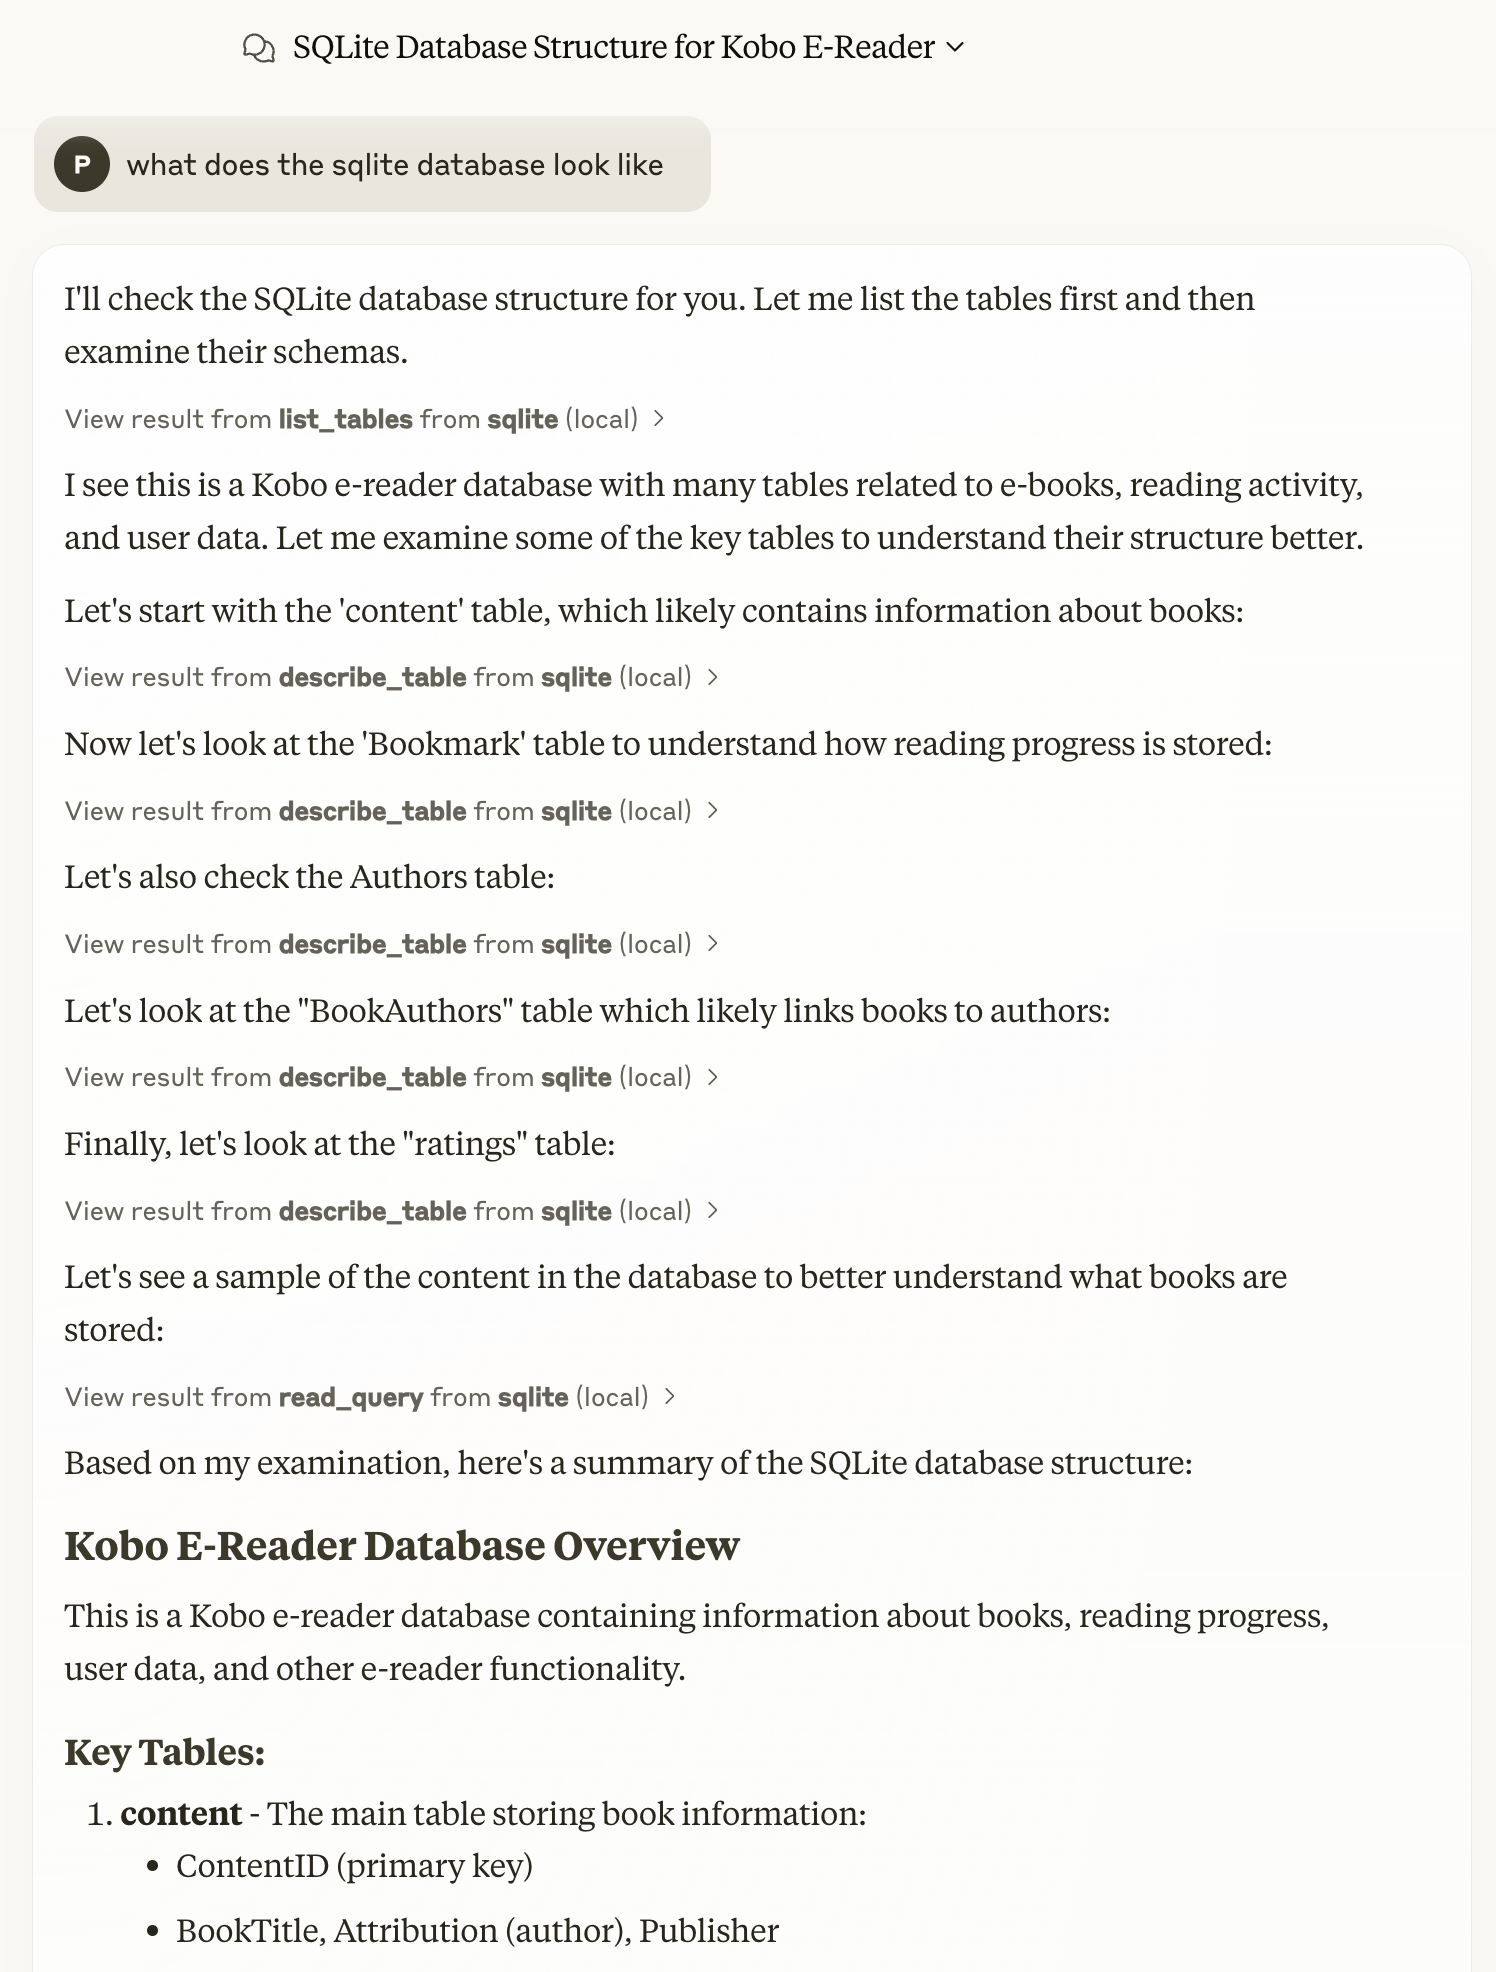 SQLite Database Structure for Kobo E-Reader
P what does the sqlite database look like
I'll check the SQLite database structure for you. Let me list the tables first and then
examine their schemas.
View result from list_tables from sqlite (local)
I see this is a Kobo e-reader database with many tables related to e-books, reading activity,
and user data. Let me examine some of the key tables to understand their structure better.
Let's start with the 'content' table, which likely contains information about books:
View result from describe_table from sqlite (local)
Now let's look at the 'Bookmark' table to understand how reading progress is stored:
View result from describe_table from sqlite (local)
Let's also check the Authors table:
View result from describe_table from sqlite (local)
Let's look at the "BookAuthors" table which likely links books to authors:
View result from describe_table from sqlite (local)
Finally, let's look at the "ratings" table:
View result from describe_table from sqlite (local)
Let's see a sample of the content in the database to better understand what books are
stored:
View result from read_query from sqlite (local)
Based on my examination, here's a summary of the SQLite database structure:
Kobo E-Reader Database Overview
This is a Kobo e-reader database containing information about books, reading progress,
user data, and other e-reader functionality.
Key Tables:
1. content - The main table storing book information:
• ContentID (primary key)
• BookTitle, Attribution (author), Publisher